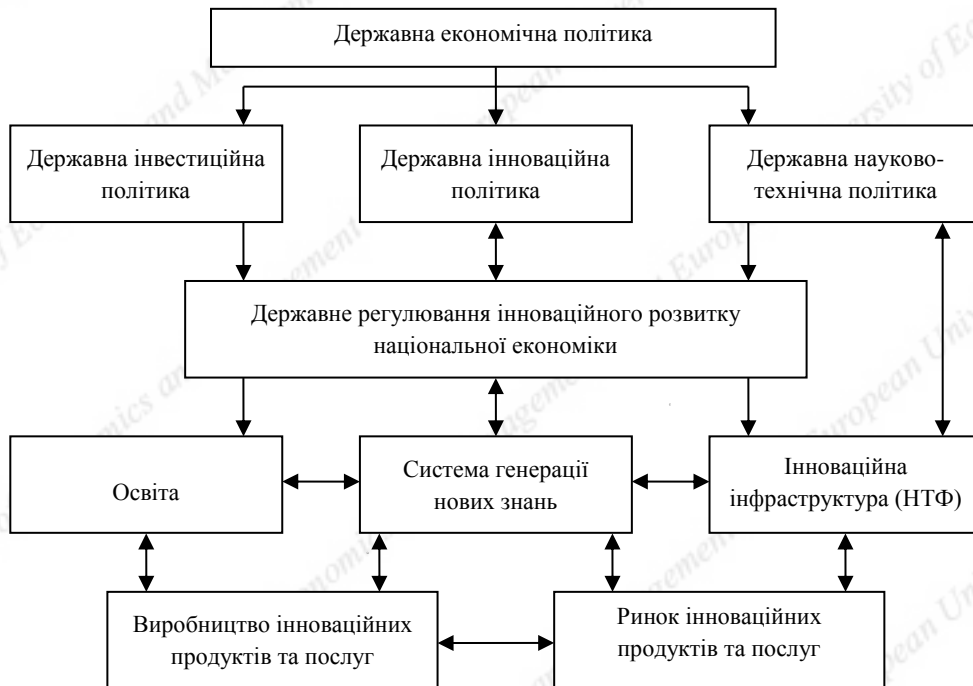 Державна економічна політика
Державна інвестиційна
політика
Державна інноваційна
політика
Державна науково-
технічна політика
Державне регулювання інноваційного розвитку
національної економіки
Освіта
Система генерації
нових знань
Інноваційна
інфраструктура (НТФ)
Виробництво інноваційних
продуктів та послуг
Ринок інноваційних
продуктів та послуг